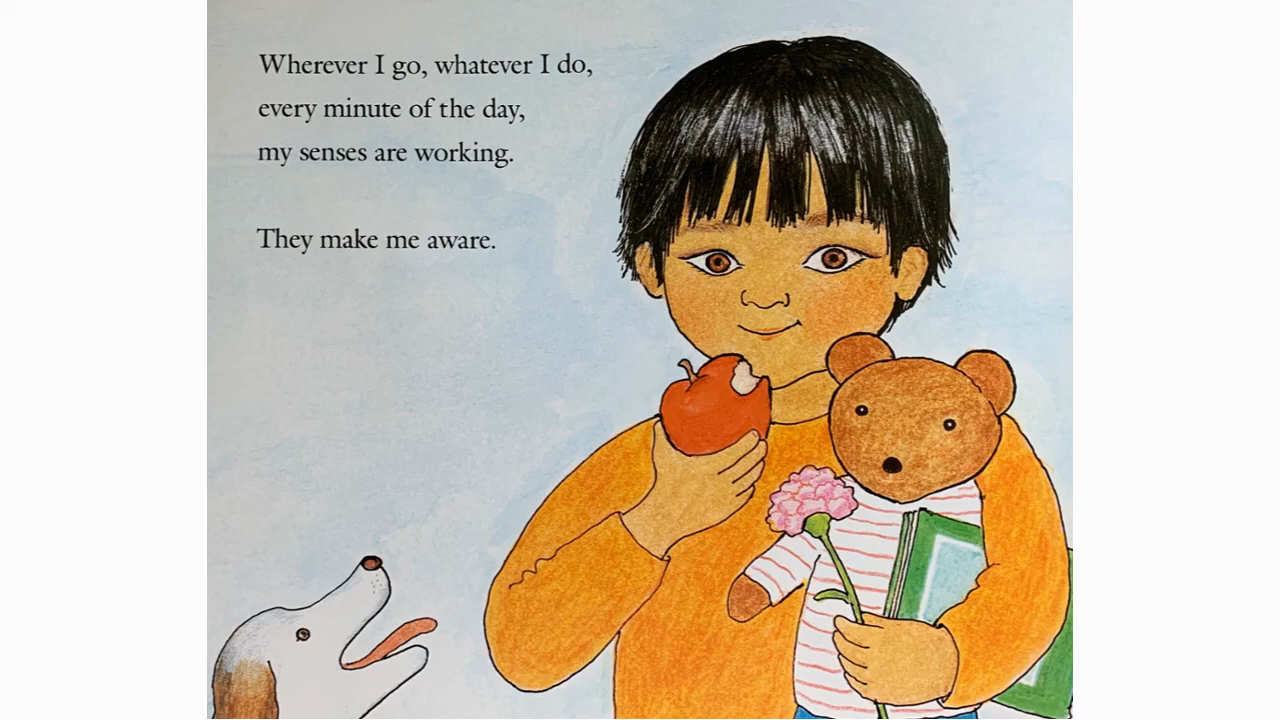 Wherever I go, whatever I do,
every minute of the day,
my senses are working.
They make me aware.